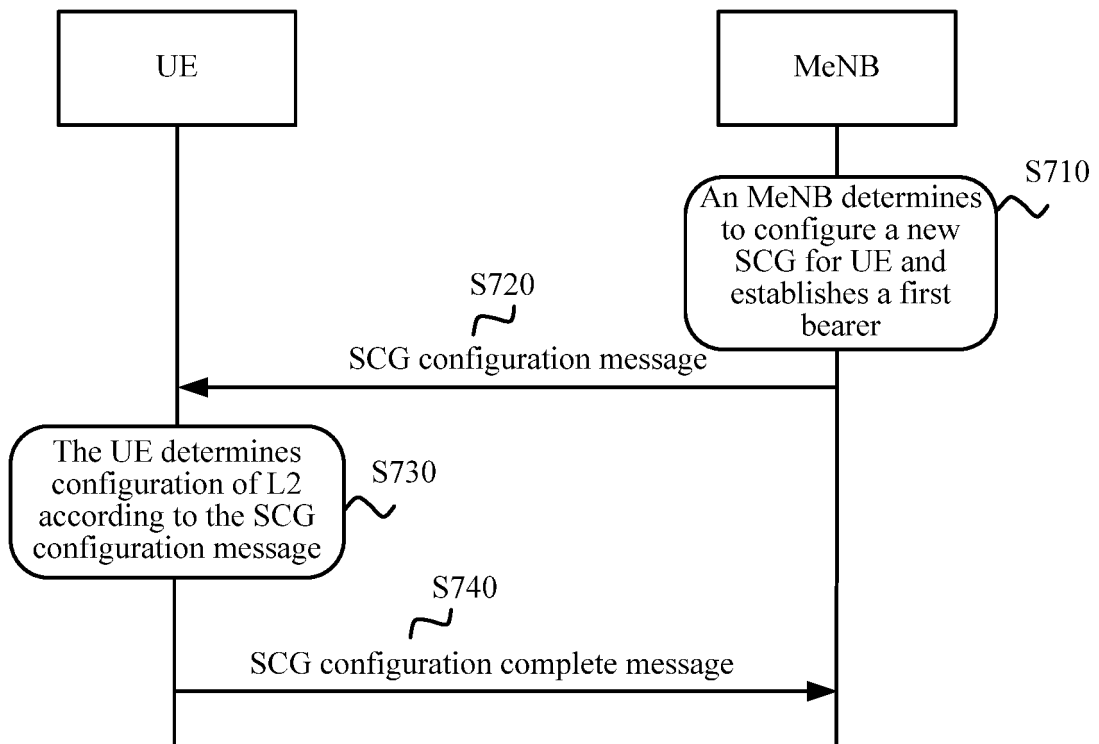 UE
MeNB
S710
An MeNB determines
to configure a new
SCG for UE and
establishes a first
bearer
S720
SCG configuration message
The UE determines
configuration of L2
according to the SCG
configuration message
S730
S740
SCG configuration complete message